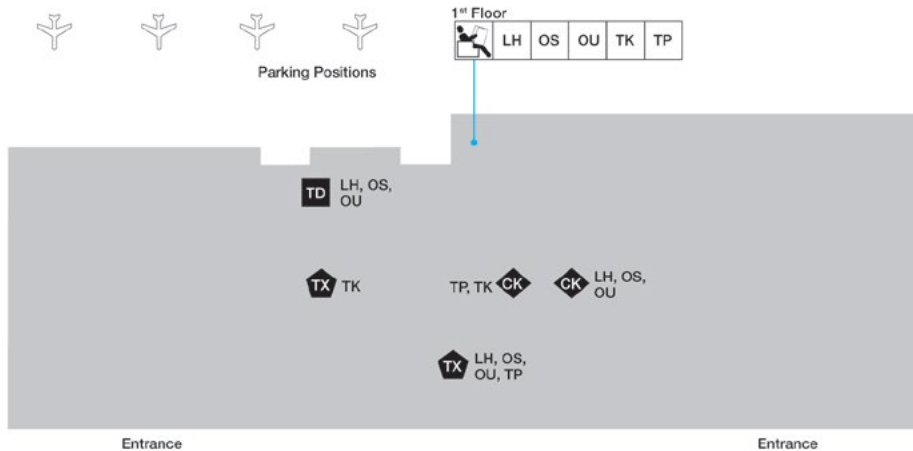 1st Floor
LH OS OU TK TP
Parking Positions
TD LH, OS,
OU
TX TK
TP, TK CK
CK LH, OS,
OU
TX LH, OS,
OU, TP
Entrance
Entrance